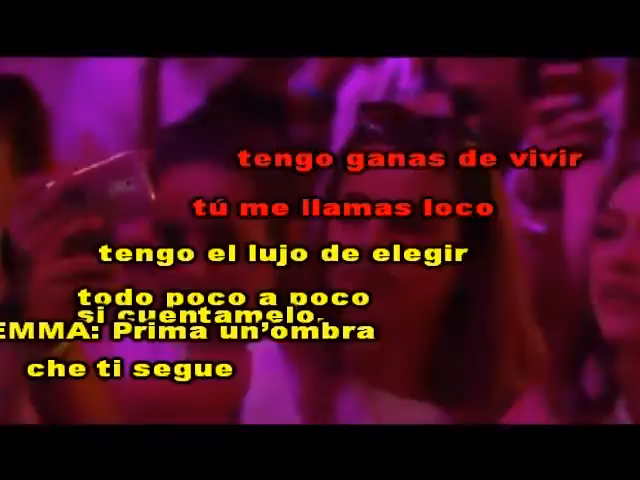 tengo ganas de vivir
tú me llamas loco
tengo el lujo de elegir
todo poco a poco
si cuentamelo.
EMMA: Prima un'ombra
che ti segue